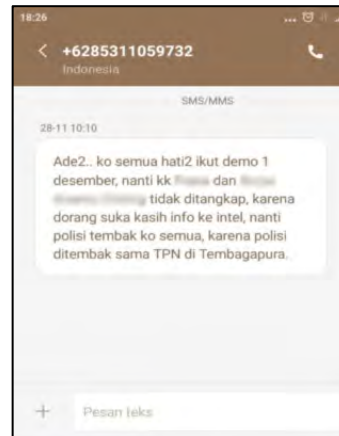 18:26
+6285311059732
Indonesia
SMS/MMS
28-11 10:10
Ade2.. ko semua hati2 ikut demo 1
desember, nanti kk dan
tidak ditangkap, karena
dorang suka kasih info ke intel, nanti
polisi tembak ko semua, karena polisi
ditembak sama TPN di Tembagapura.
Pesan teks